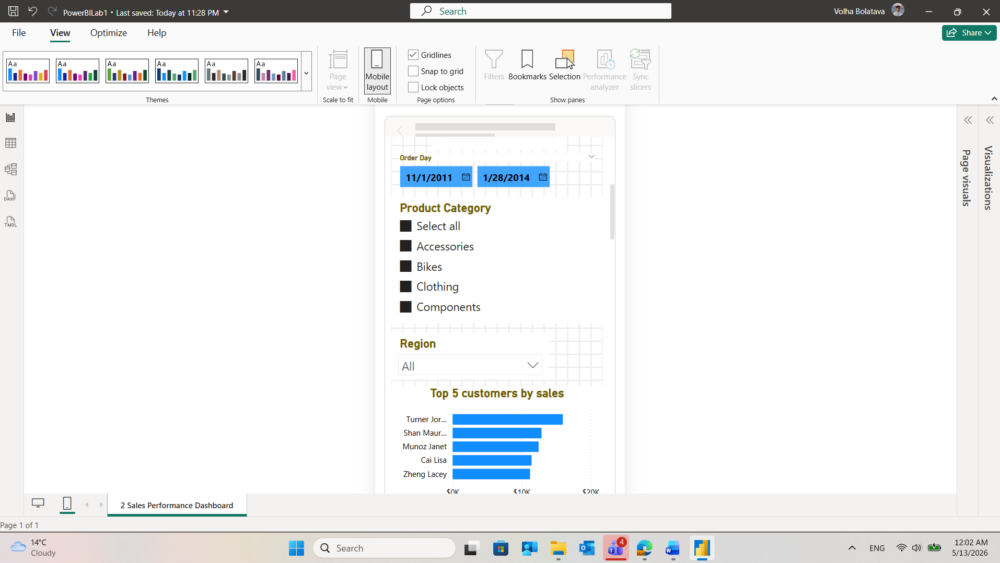 PowerBILab1 • Last saved: Today at 11:28 PM
Search
Volha Bolatava
File
View
Optimize
Help
Share
Aa
Aa
Aa
Aa
Aa
Aa
Themes
Page view
Scale to fit
Mobile layout
Mobile
Gridlines
Snap to grid
Lock objects
Page options
Filters
Bookmarks
Selection
Performance analyzer
Sync slicers
Show panes
DAX
TMDL
Order Day
11/1/2011
1/28/2014
Product Category
Select all
Accessories
Bikes
Clothing
Components
Region
All
Top 5 customers by sales
Turner Jor...
Shan Maur...
Munoz Janet
Cai Lisa
Zheng Lacey
$0K
$10K
$20K
Page visuals
Visualizations
2 Sales Performance Dashboard
Page 1 of 1
14°C
Cloudy
Search
4
ENG
12:02 AM
5/13/2026